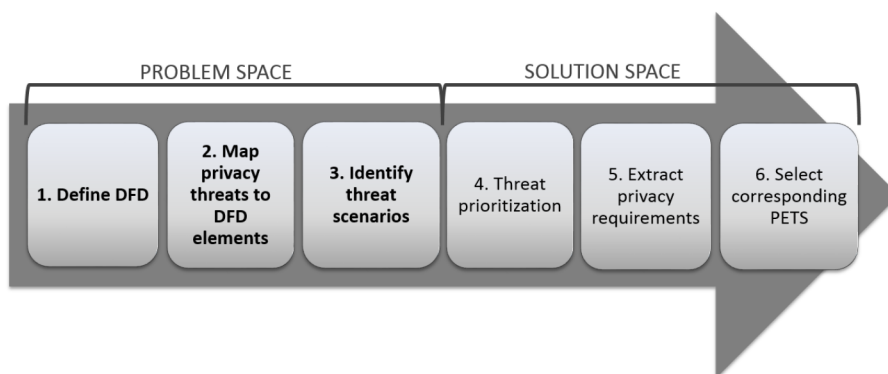 PROBLEM SPACE
SOLUTION SPACE
1. Define DFD
2. Map
privacy
threats to
DFD
elements
3. Identify
threat
scenarios
4. Threat
prioritization
5. Extract
privacy
requirements
6. Select
corresponding
PETS